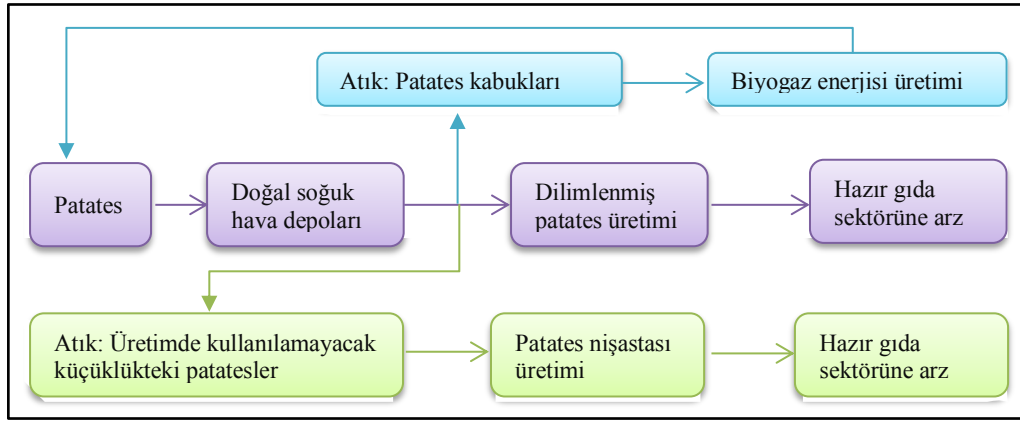 Atık: Patates kabukları
Biyogaz enerjisi üretimi
Patates
Doğal soğuk
hava depoları
Dilimlenmiş
patates üretimi
Hazır gıda
sektörüne arz
Atık: Üretimde kullanılamayacak
küçüklükteki patatesler
Patates nişastası
üretimi
Hazır gıda
sektörüne arz